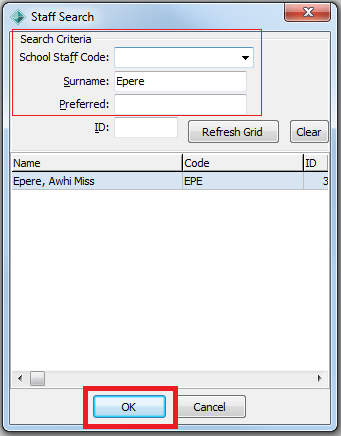 Staff Search
Search Criteria
School Staff Code:
Surname: Epere
Preferred:
ID: Refresh Grid Clear
Name Code ID
Epere, Awhi Miss EPE 3
OK Cancel